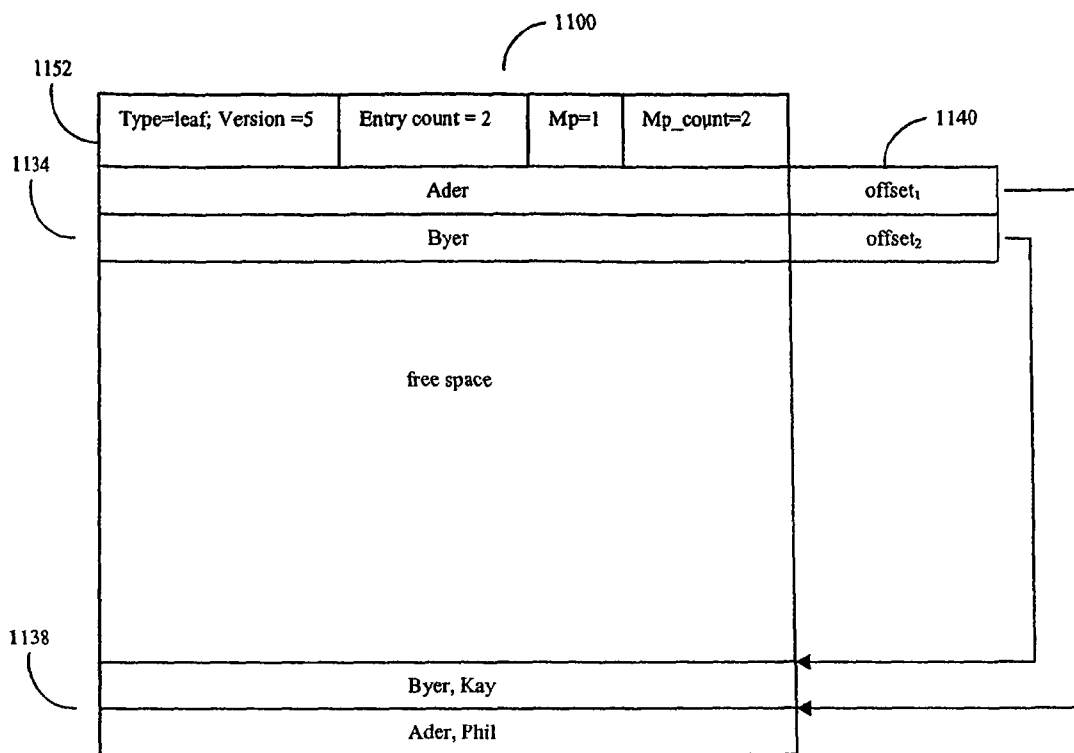 1100
1152
Type=leaf; Version =5 Entry count = 2 Mp=1 Mp_count=2
1140
1134
Ader offset₁
Byer offset₂
free space
1138
Byer, Kay
Ader, Phil